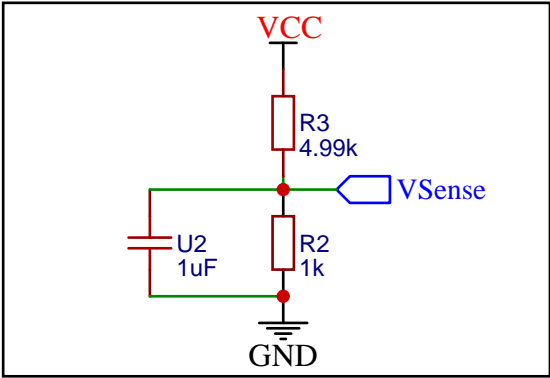 VCC
R3
4.99k
VSense
U2
1uF
R2
1k
GND